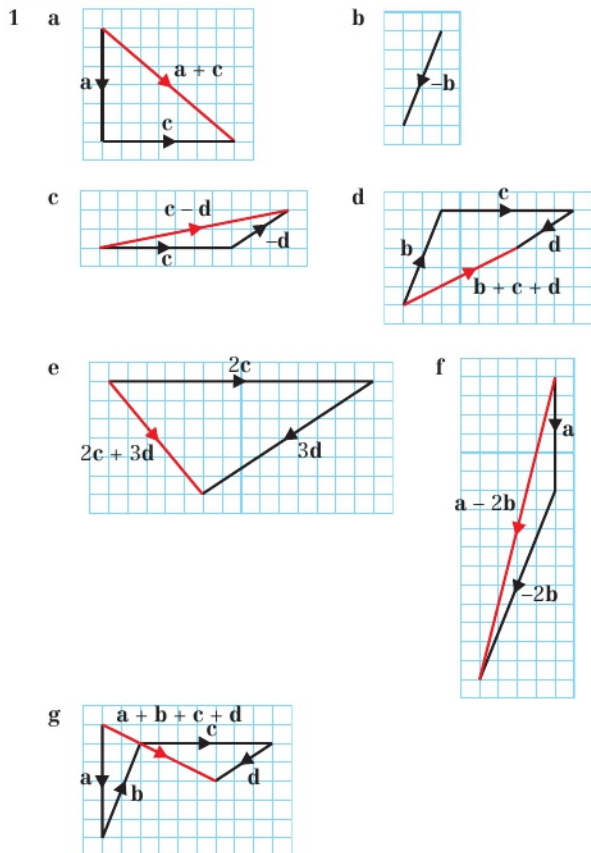 1 a b
a a + c c
-b
c d
c - d c -d
c b d b + c + d
e f
2c 2c + 3d 3d
a a - 2b -2b
g
a + b + c + d
c
a b d